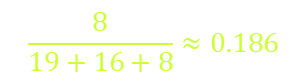 8
19 + 16 + 8 ≈ 0.186